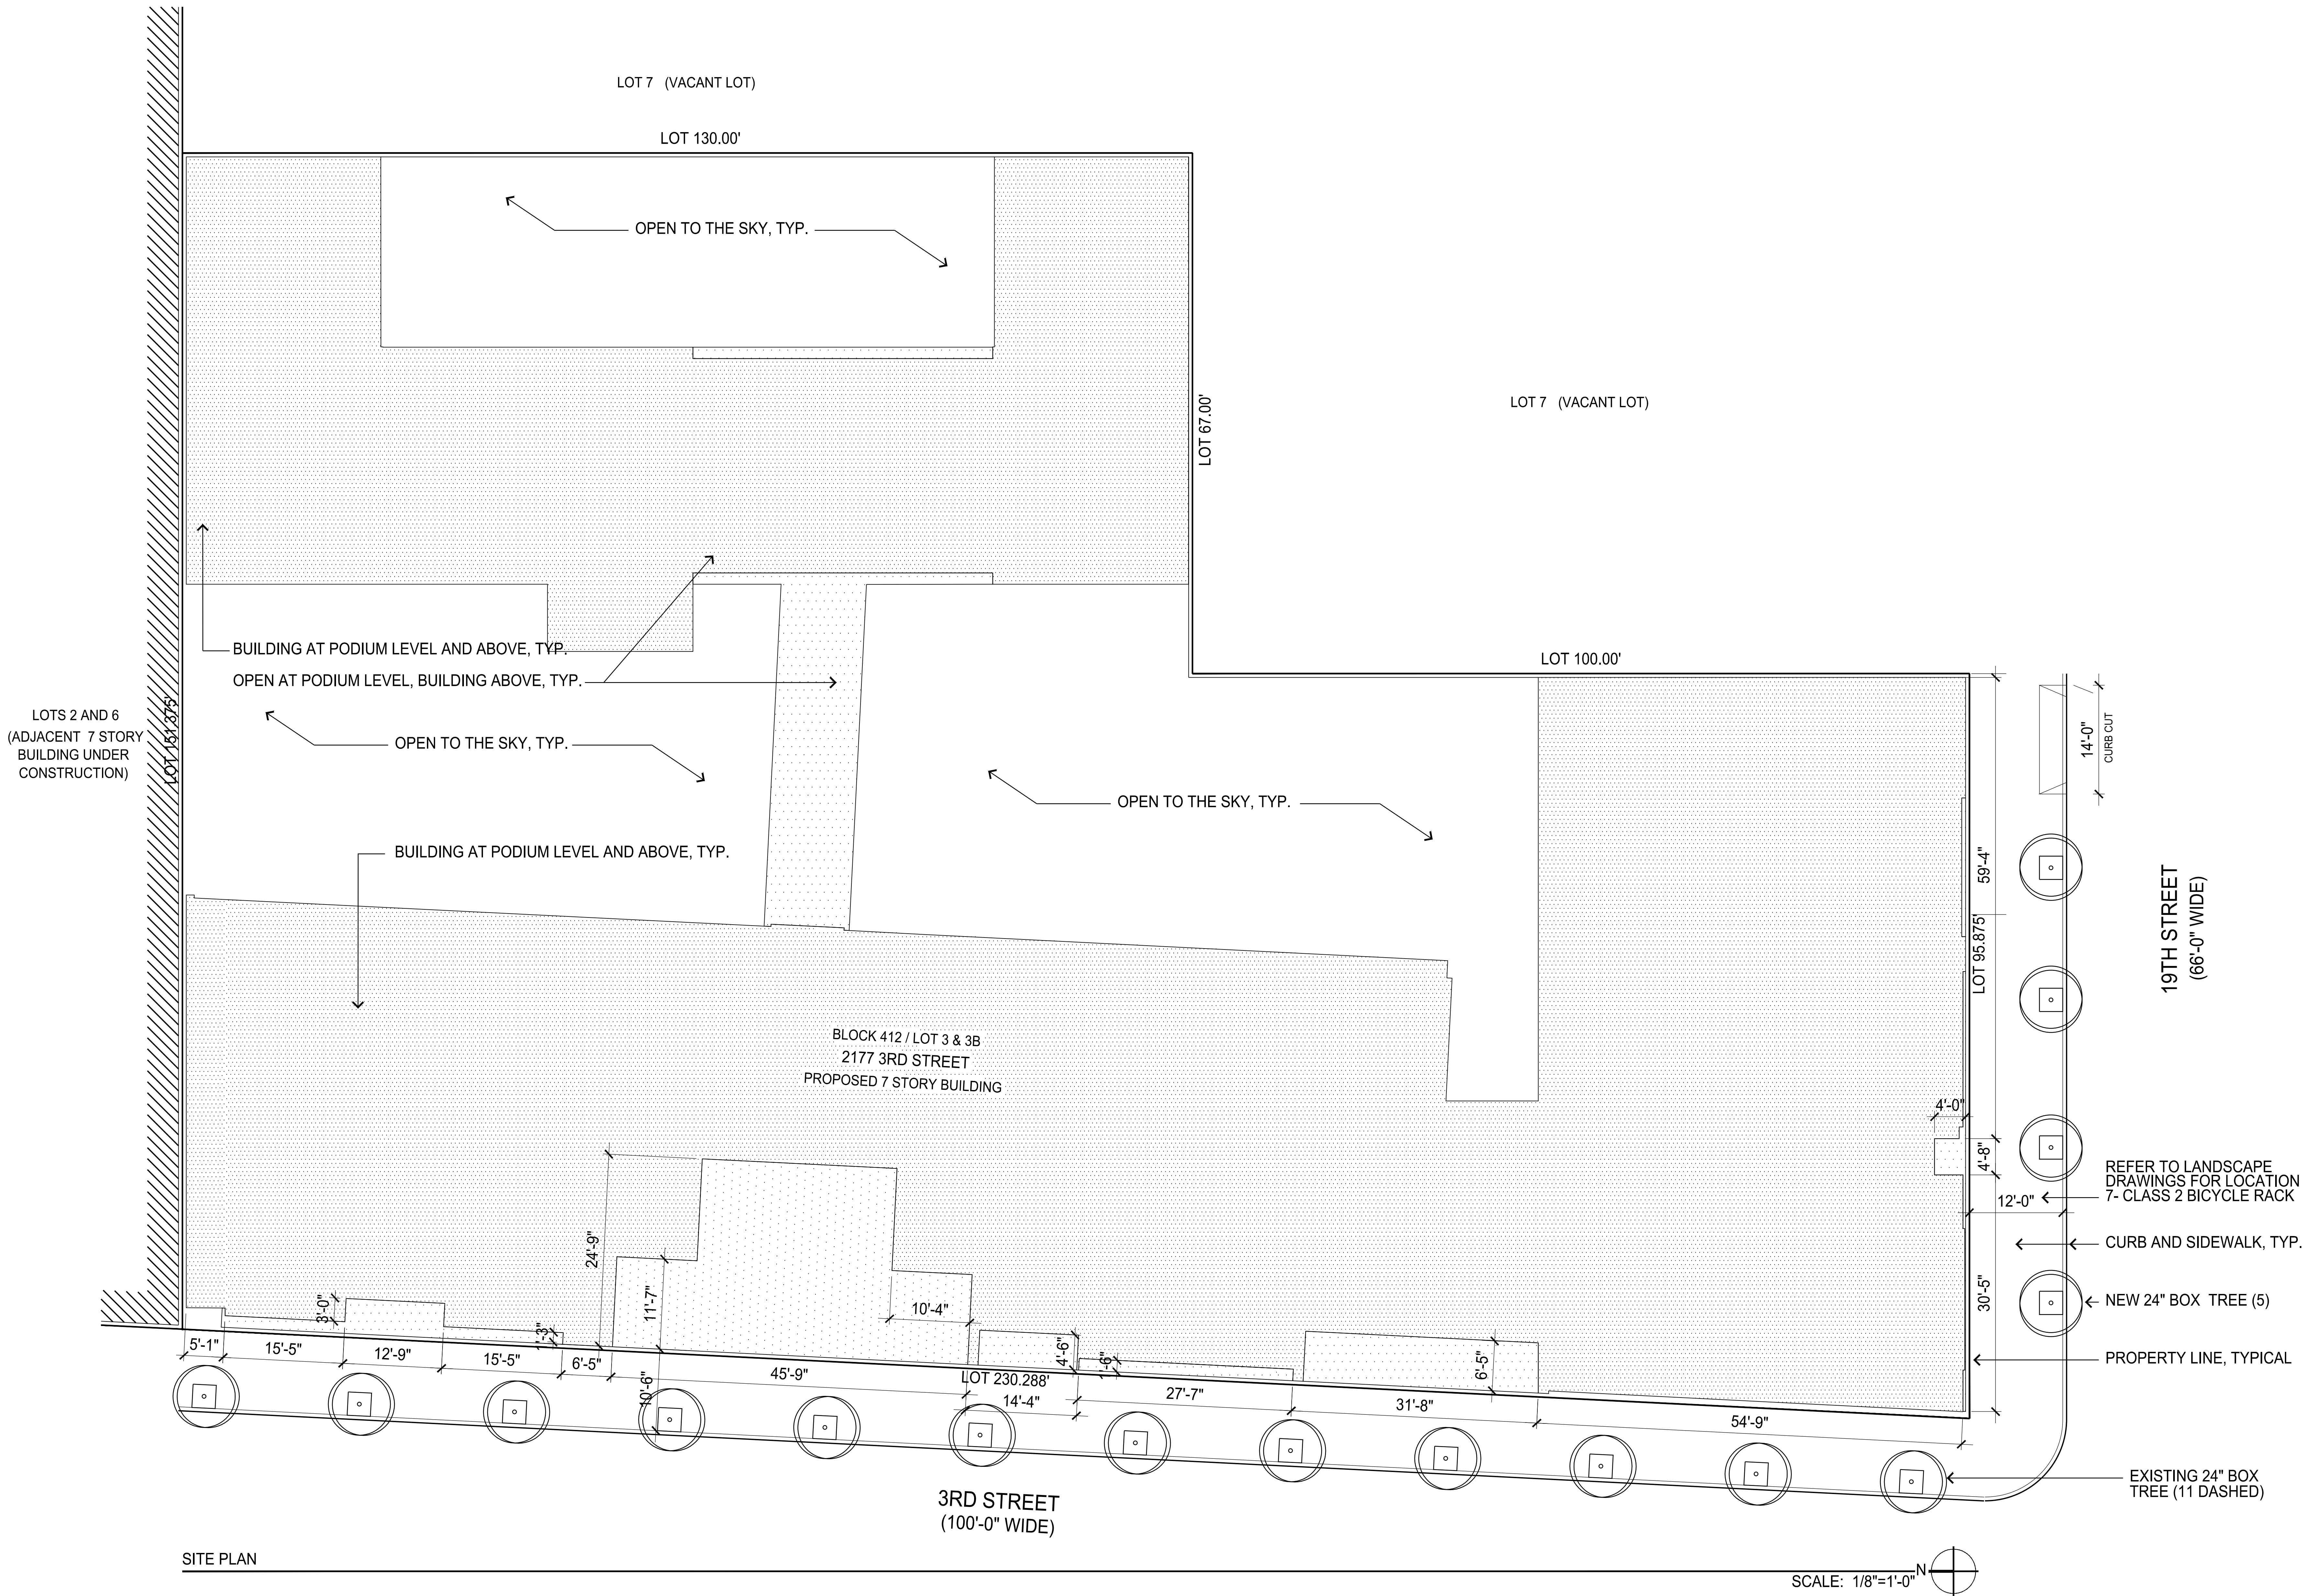 LOT 7 (VACANT LOT)
LOT 130.00'
OPEN TO THE SKY, TYP.
LOT 67.00'
LOT 7 (VACANT LOT)
BUILDING AT PODIUM LEVEL AND ABOVE, TYP.
OPEN AT PODIUM LEVEL, BUILDING ABOVE, TYP.
LOT 100.00'
LOTS 2 AND 6
(ADJACENT 7 STORY
BUILDING UNDER
CONSTRUCTION)
LOT 151.375'
OPEN TO THE SKY, TYP.
OPEN TO THE SKY, TYP.
14'-0"
CURB CUT
BUILDING AT PODIUM LEVEL AND ABOVE, TYP.
59'-4"
LOT 95.875'
19TH STREET
(66'-0" WIDE)
BLOCK 412 / LOT 3 & 3B
2177 3RD STREET
PROPOSED 7 STORY BUILDING
4'-0"
4'-8"
REFER TO LANDSCAPE
DRAWINGS FOR LOCATION
7- CLASS 2 BICYCLE RACK
12'-0"
CURB AND SIDEWALK, TYP.
30'-5"
NEW 24" BOX TREE (5)
PROPERTY LINE, TYPICAL
24'-9"
11'-7"
10'-4"
3'-0"
4'-6"
6'-5"
5'-1"
15'-5"
12'-9"
15'-5"
6'-5"
10'-6"
45'-9"
LOT 230.288'
14'-4"
27'-7"
31'-8"
54'-9"
3RD STREET
(100'-0" WIDE)
EXISTING 24" BOX
TREE (11 DASHED)
SITE PLAN
N
SCALE: 1/8"=1'-0"